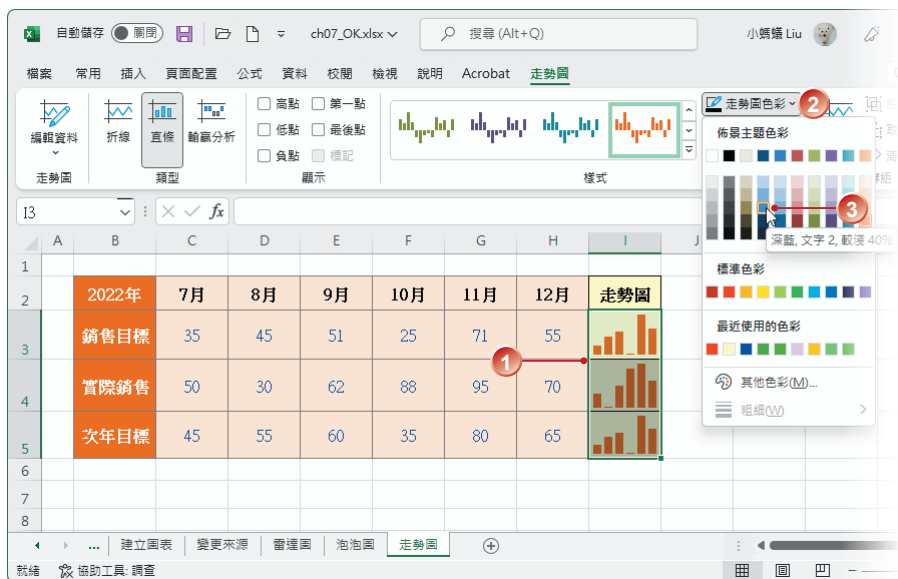 自動儲存 關閉 ch07_OK.xlsx 搜尋 (Alt+Q) 小螞蟻 Liu
檔案 常用 插入 頁面配置 公式 資料 校閱 檢視 說明 Acrobat 走勢圖
編輯資料 折線 直條 輸贏分析
高點 第一點
低點 最後點
負點 標記
走勢圖 類型 顯示 樣式
走勢圖色彩 2
佈景主題色彩
3
深藍, 文字 2, 較淺 40%
標準色彩
最近使用的色彩
其他色彩(M)...
粗細(W)
I3 fx
A B C D E F G H I J
1
2 2022年 7月 8月 9月 10月 11月 12月 走勢圖
3 銷售目標 35 45 51 25 71 55
1
4 實際銷售 50 30 62 88 95 70
5 次年目標 45 55 60 35 80 65
6
7
8
... 建立圖表 變更來源 雷達圖 泡泡圖 走勢圖
就緒 協助工具: 調查